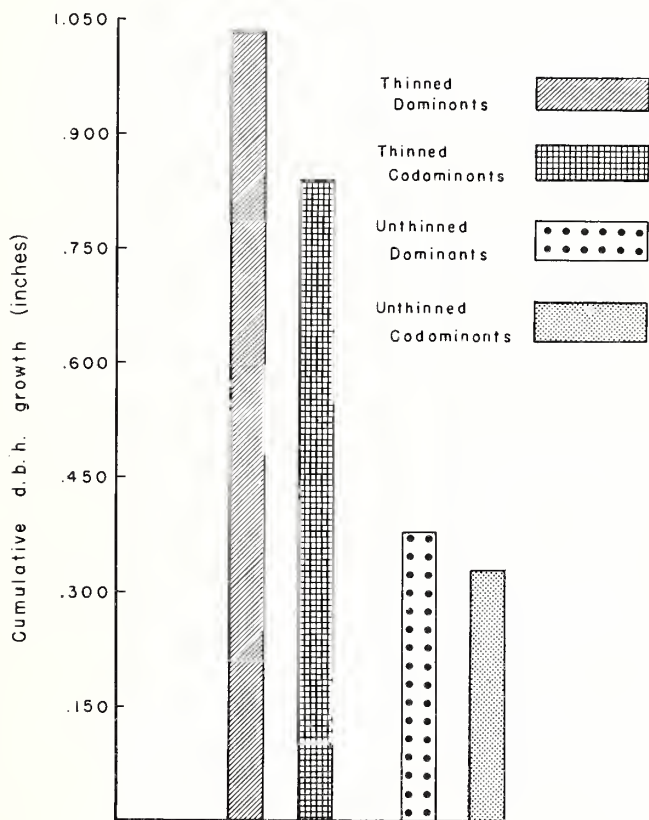 1.050
.900
.750
.600
.450
.300
.150
Cumulative d.b.h. growth (inches)
Thinned
Dominonts
Thinned
Codominonts
Unthinned
Dominants
Unthinned
Codominonts